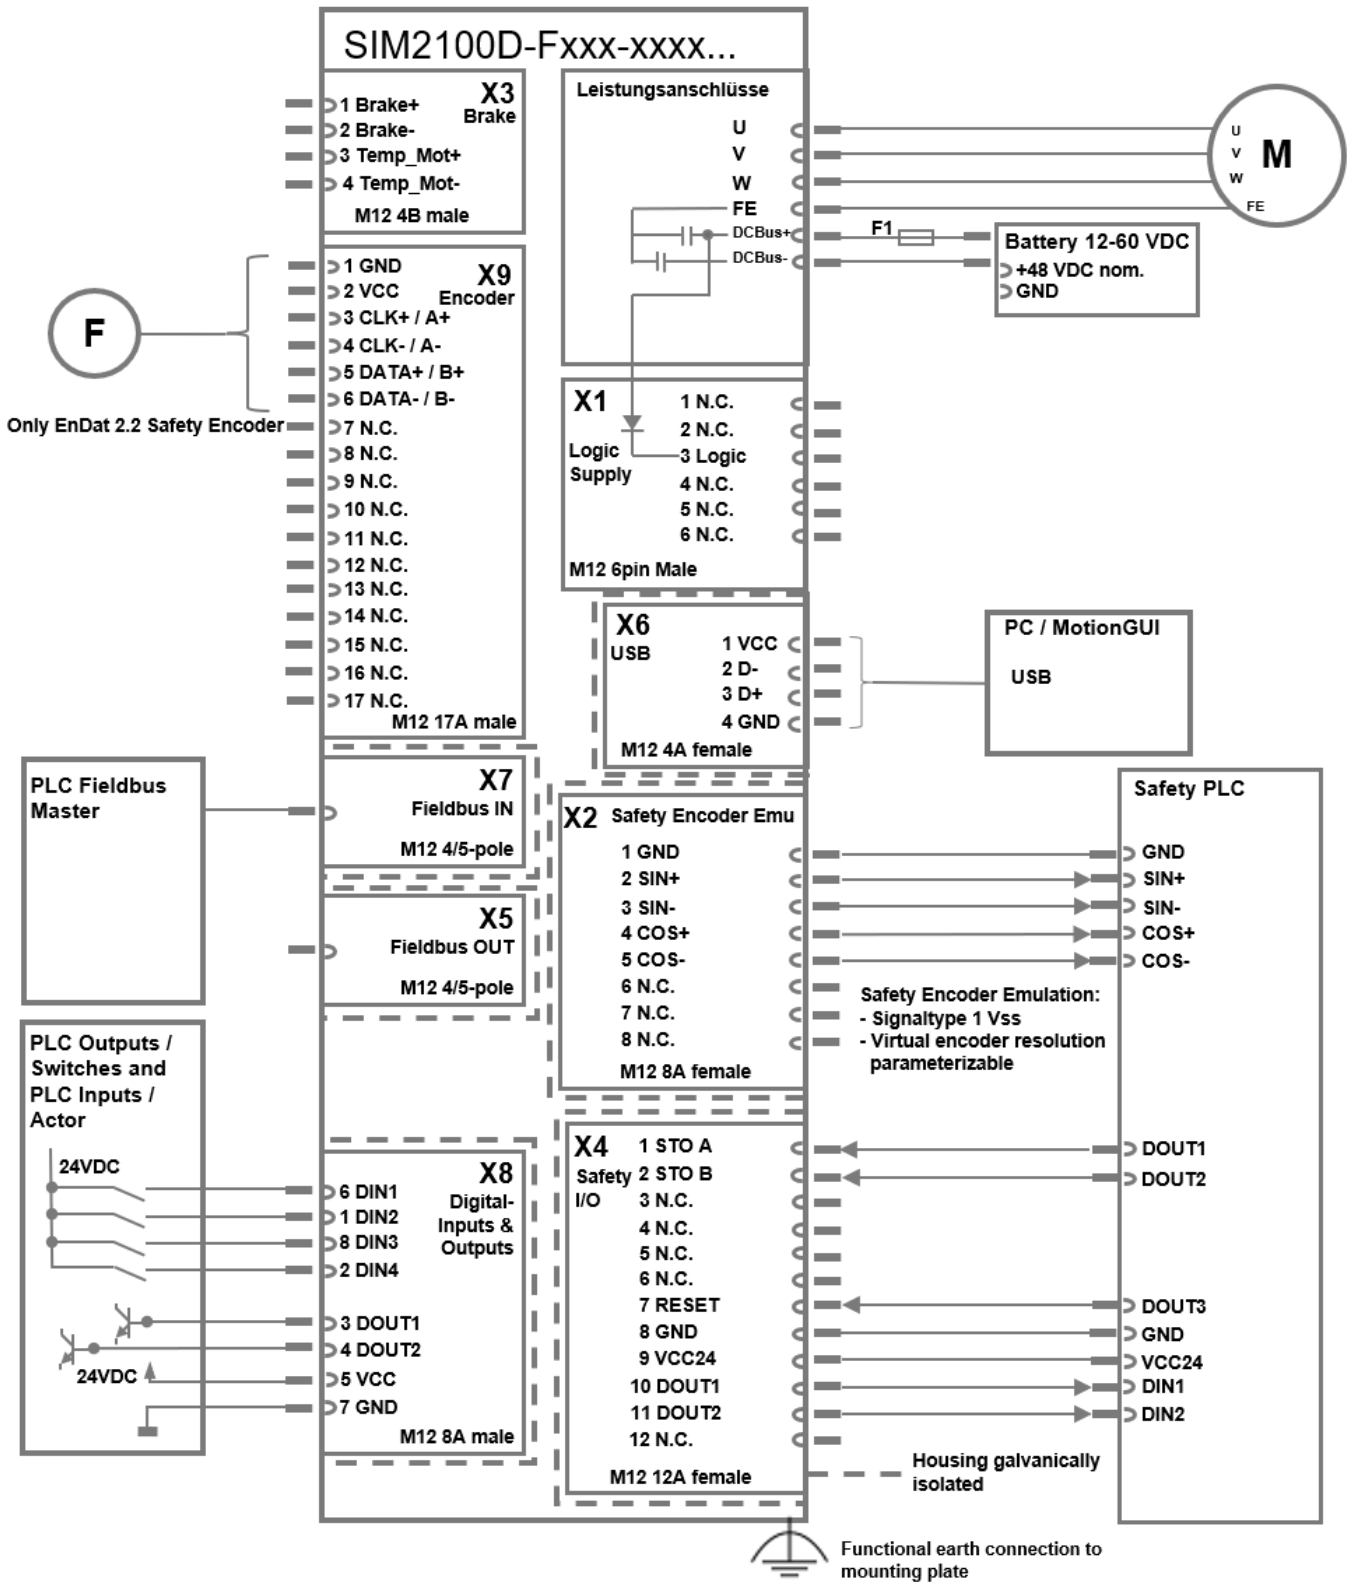 SIM2100D-Fxxx-xxxx...
X3
Brake
1 Brake+
2 Brake-
3 Temp_Mot+
4 Temp_Mot-
M12 4B male
Leistungsanschlüsse
U
V
W
FE
DCBus+
DCBus-
U
V
W
FE
M
F1
Battery 12-60 VDC
+48 VDC nom.
GND
X9
Encoder
1 GND
2 VCC
3 CLK+ / A+
4 CLK- / A-
5 DATA+ / B+
6 DATA- / B-
7 N.C.
8 N.C.
9 N.C.
10 N.C.
11 N.C.
12 N.C.
13 N.C.
14 N.C.
15 N.C.
16 N.C.
17 N.C.
M12 17A male
F
Only EnDat 2.2 Safety Encoder
X1
Logic
Supply
1 N.C.
2 N.C.
3 Logic
4 N.C.
5 N.C.
6 N.C.
M12 6pin Male
X6
USB
1 VCC
2 D-
3 D+
4 GND
M12 4A female
PC / MotionGUI
USB
PLC Fieldbus
Master
X7
Fieldbus IN
M12 4/5-pole
X5
Fieldbus OUT
M12 4/5-pole
X2 Safety Encoder Emu
1 GND
2 SIN+
3 SIN-
4 COS+
5 COS-
6 N.C.
7 N.C.
8 N.C.
M12 8A female
Safety PLC
GND
SIN+
SIN-
COS+
COS-
Safety Encoder Emulation:
- Signaltype 1 Vss
- Virtual encoder resolution
parameterizable
PLC Outputs /
Switches and
PLC Inputs /
Actor
24VDC
24VDC
X8
Digital-
Inputs &
Outputs
6 DIN1
1 DIN2
8 DIN3
2 DIN4
3 DOUT1
4 DOUT2
5 VCC
7 GND
M12 8A male
X4
Safety
I/O
1 STO A
2 STO B
3 N.C.
4 N.C.
5 N.C.
6 N.C.
7 RESET
8 GND
9 VCC24
10 DOUT1
11 DOUT2
12 N.C.
M12 12A female
DOUT1
DOUT2
DOUT3
GND
VCC24
DIN1
DIN2
Housing galvanically
isolated
Functional earth connection to
mounting plate